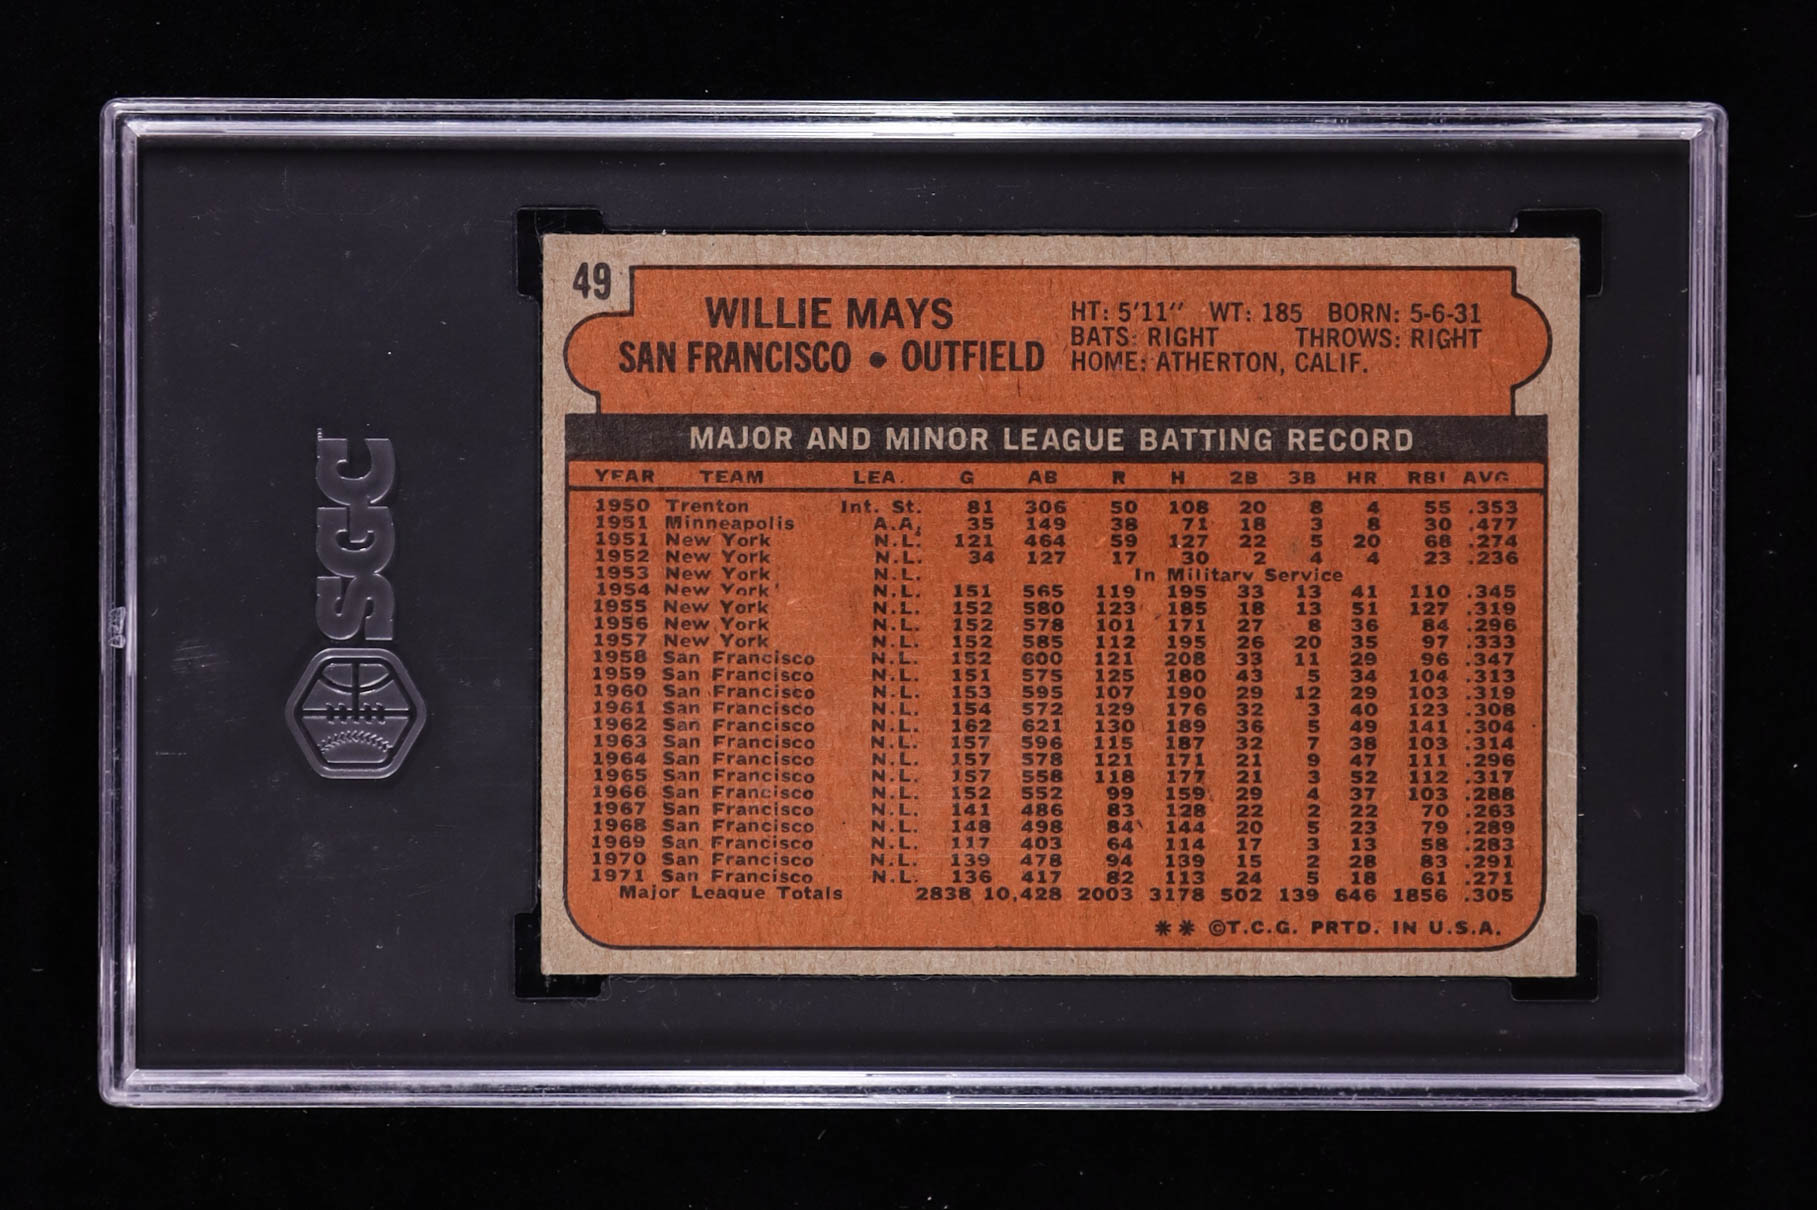 SGC
49
WILLIE MAYS
SAN FRANCISCO • OUTFIELD
HT: 5'11" WT: 185 BORN: 5-6-31
BATS: RIGHT THROWS: RIGHT
HOME: ATHERTON, CALIF.
MAJOR AND MINOR LEAGUE BATTING RECORD
YEAR TEAM LEA. G AB R H 2B 3B HR RBI AVG
1950 Trenton Int. St. 81 306 50 108 20 8 4 55 .353
1951 Minneapolis A.A. 35 149 38 71 18 3 8 30 .477
1951 New York N.L. 121 464 59 127 22 5 20 68 .274
1952 New York N.L. 34 127 17 30 2 4 4 23 .236
1953 New York N.L. In Military Service
1954 New York N.L. 151 565 119 195 33 13 41 110 .345
1955 New York N.L. 152 580 123 185 18 13 51 127 .319
1956 New York N.L. 152 578 101 171 27 8 36 84 .296
1957 New York N.L. 152 585 112 195 26 20 35 97 .333
1958 San Francisco N.L. 152 600 121 208 33 11 29 96 .347
1959 San Francisco N.L. 151 575 125 180 43 5 34 104 .313
1960 San Francisco N.L. 153 595 107 190 29 12 29 103 .319
1961 San Francisco N.L. 154 572 129 176 32 3 40 123 .308
1962 San Francisco N.L. 162 621 130 189 36 5 49 141 .304
1963 San Francisco N.L. 157 596 115 187 32 7 38 103 .314
1964 San Francisco N.L. 157 578 121 171 21 9 47 111 .296
1965 San Francisco N.L. 157 558 118 177 21 3 52 112 .317
1966 San Francisco N.L. 152 552 99 159 29 4 37 103 .288
1967 San Francisco N.L. 141 486 83 128 22 2 22 70 .263
1968 San Francisco N.L. 148 498 84 144 20 5 23 79 .289
1969 San Francisco N.L. 117 403 64 114 17 3 13 58 .283
1970 San Francisco N.L. 139 478 94 139 15 2 28 83 .291
1971 San Francisco N.L. 136 417 82 113 24 5 18 61 .271
Major League Totals 2838 10,428 2003 3178 502 139 646 1856 .305
** ©T.C.G. PRTD. IN U.S.A.